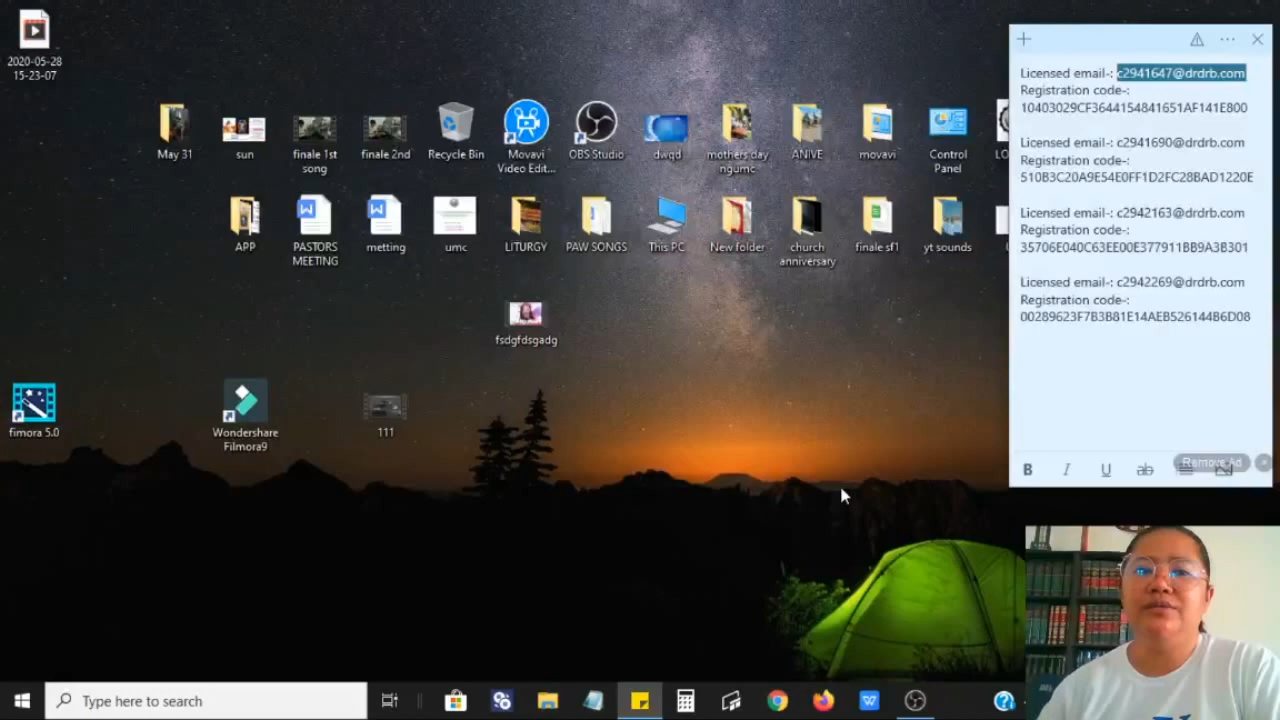 2020-05-28
15-23-07
Licensed email-: c2941647@drdrb.com
Registration code-:
10403029CF3644154841651AF141E800
Licensed email-: c2941690@drdrb.com
Registration code-:
510B3C20A9E54E0FF1D2FC28BAD1220E
Licensed email-: c2942163@drdrb.com
Registration code-:
35706E040C63EE00E377911BB9A3B301
Licensed email-: c2942269@drdrb.com
Registration code-:
00289623F7B3B81E14AEB526144B6D08
May 31
sun
finale 1st
song
finale 2nd
Recycle Bin
Movavi
Video Edit...
OBS Studio
dwqd
mothers day
ngumc
ANIVE
movavi
Control
Panel
APP
PASTORS
MEETING
metting
umc
LITURGY
PAW SONGS
This PC
New folder
church
anniversary
finale sf1
yt sounds
fsdgfdsgadg
fimora 5.0
Wondershare
Filmora9
111
B I U ab
Remove Ad
Type here to search